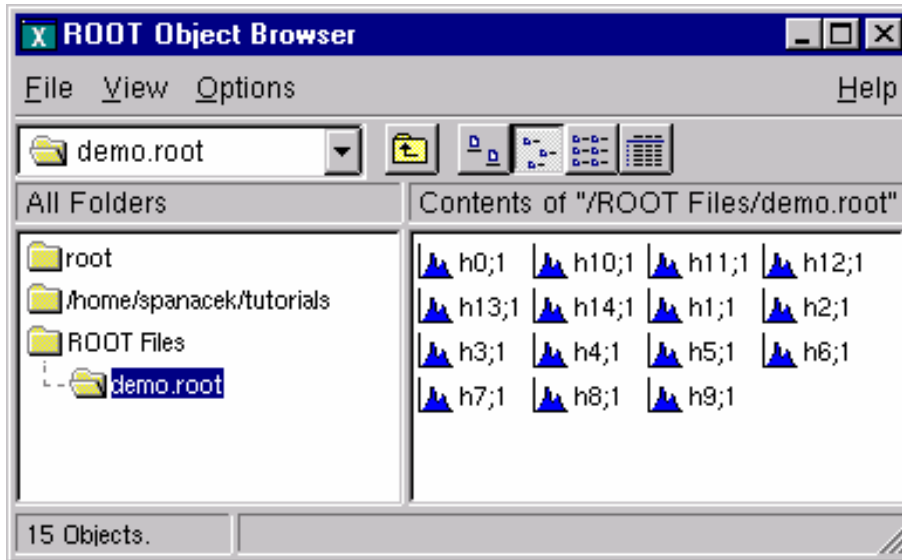 ROOT Object Browser
File View Options Help
demo.root
All Folders
Contents of "/ROOT Files/demo.root"
root
/home/spanacek/tutorials
ROOT Files
demo.root
h0;1 h10;1 h11;1 h12;1
h13;1 h14;1 h1;1 h2;1
h3;1 h4;1 h5;1 h6;1
h7;1 h8;1 h9;1
15 Objects.